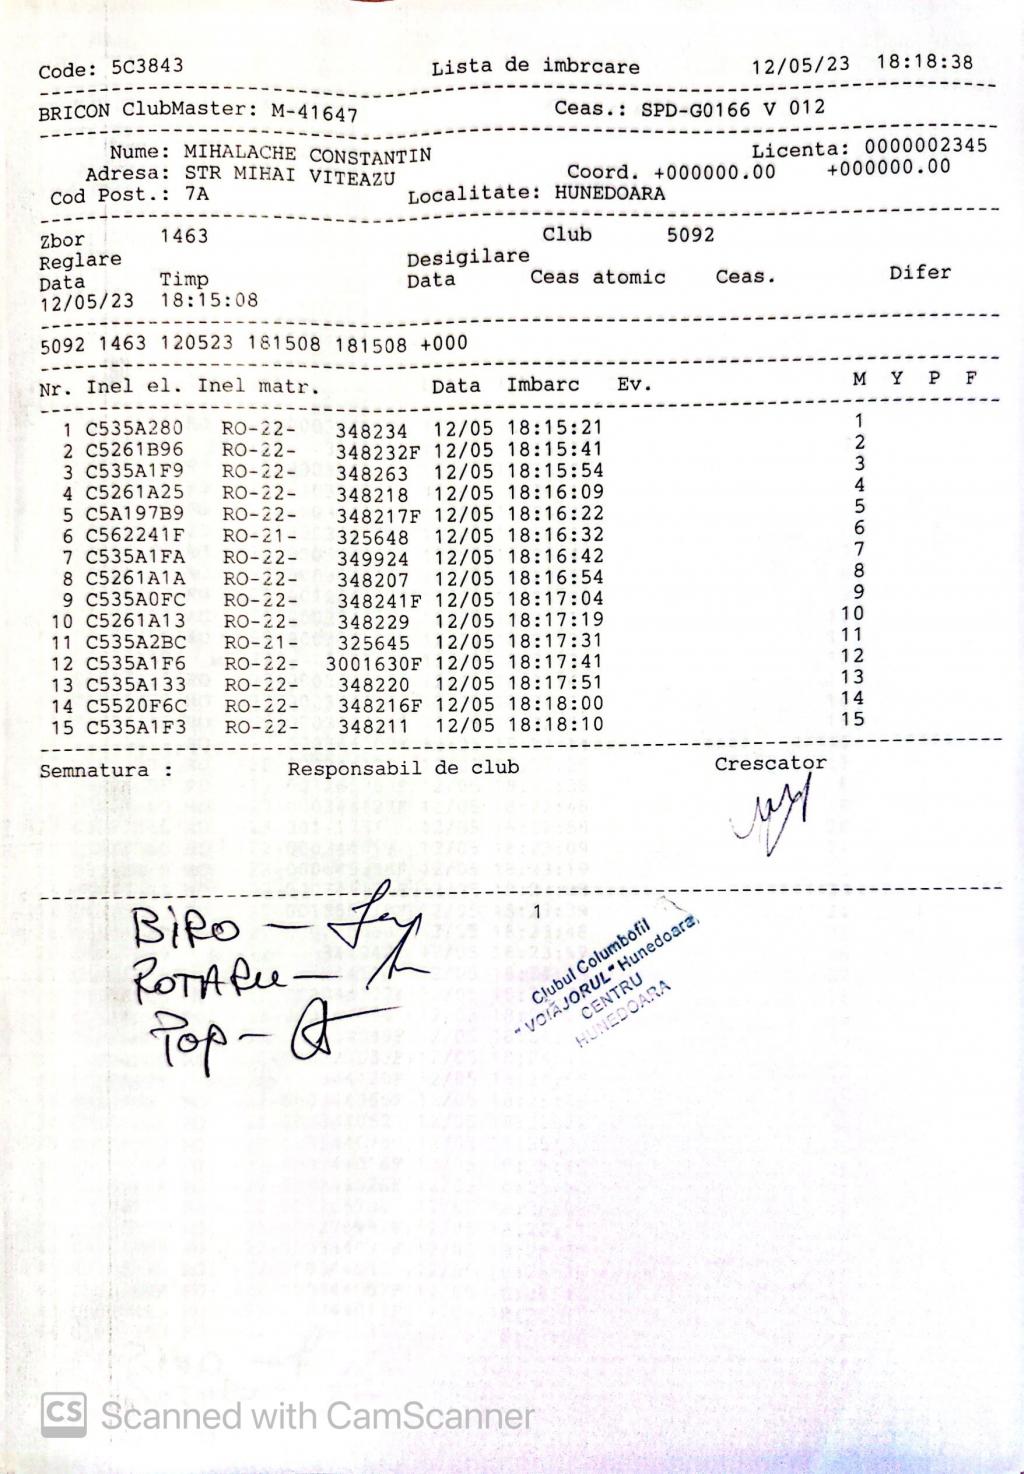 Code: 5C3843 Lista de imbrcare 12/05/23 18:18:38
BRICON ClubMaster: M-41647 Ceas.: SPD-G0166 V 012
Nume: MIHALACHE CONSTANTIN Licenta: 0000002345
Adresa: STR MIHAI VITEAZU Coord. +000000.00 +000000.00
Cod Post.: 7A Localitate: HUNEDOARA
Zbor 1463 Club 5092
Reglare Desigilare
Data Timp Data Ceas atomic Ceas. Difer
12/05/23 18:15:08
5092 1463 120523 181508 181508 +000
Nr. Inel el. Inel matr. Data Imbarc Ev. M Y P F
1 C535A280 RO-22- 348234 12/05 18:15:21 1
2 C5261B96 RO-22- 348232F 12/05 18:15:41 2
3 C535A1F9 RO-22- 348263 12/05 18:15:54 3
4 C5261A25 RO-22- 348218 12/05 18:16:09 4
5 C5A197B9 RO-22- 348217F 12/05 18:16:22 5
6 C562241F RO-21- 325648 12/05 18:16:32 6
7 C535A1FA RO-22- 349924 12/05 18:16:42 7
8 C5261A1A RO-22- 348207 12/05 18:16:54 8
9 C535A0FC RO-22- 348241F 12/05 18:17:04 9
10 C5261A13 RO-22- 348229 12/05 18:17:19 10
11 C535A2BC RO-21- 325645 12/05 18:17:31 11
12 C535A1F6 RO-22- 3001630F 12/05 18:17:41 12
13 C535A133 RO-22- 348220 12/05 18:17:51 13
14 C5520F6C RO-22- 348216F 12/05 18:18:00 14
15 C535A1F3 RO-22- 348211 12/05 18:18:10 15
Semnatura : Responsabil de club Crescator
1
BIRO -
ROTARU -
Pop -
Clubul Columbofil
"VOIAJORUL" Hunedoara
CENTRU
HUNEDOARA
CS Scanned with CamScanner